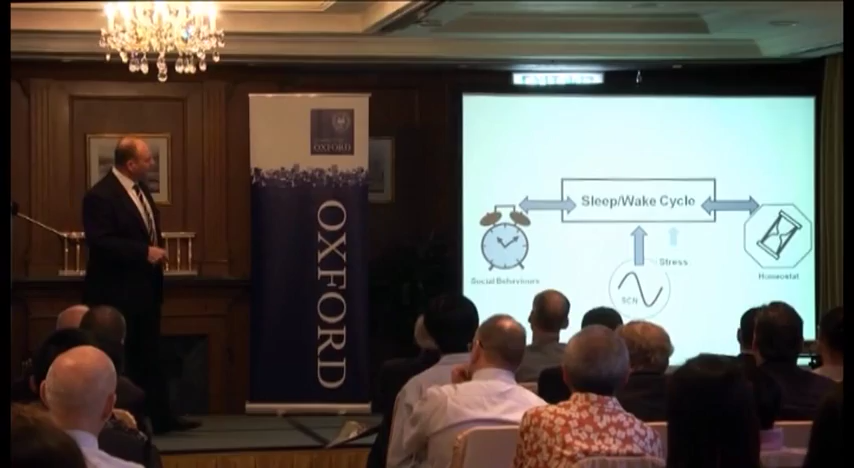 OXFORD
OXFORD
Sleep/Wake Cycle
Social Behaviours
Stress
SCN
Homeostat